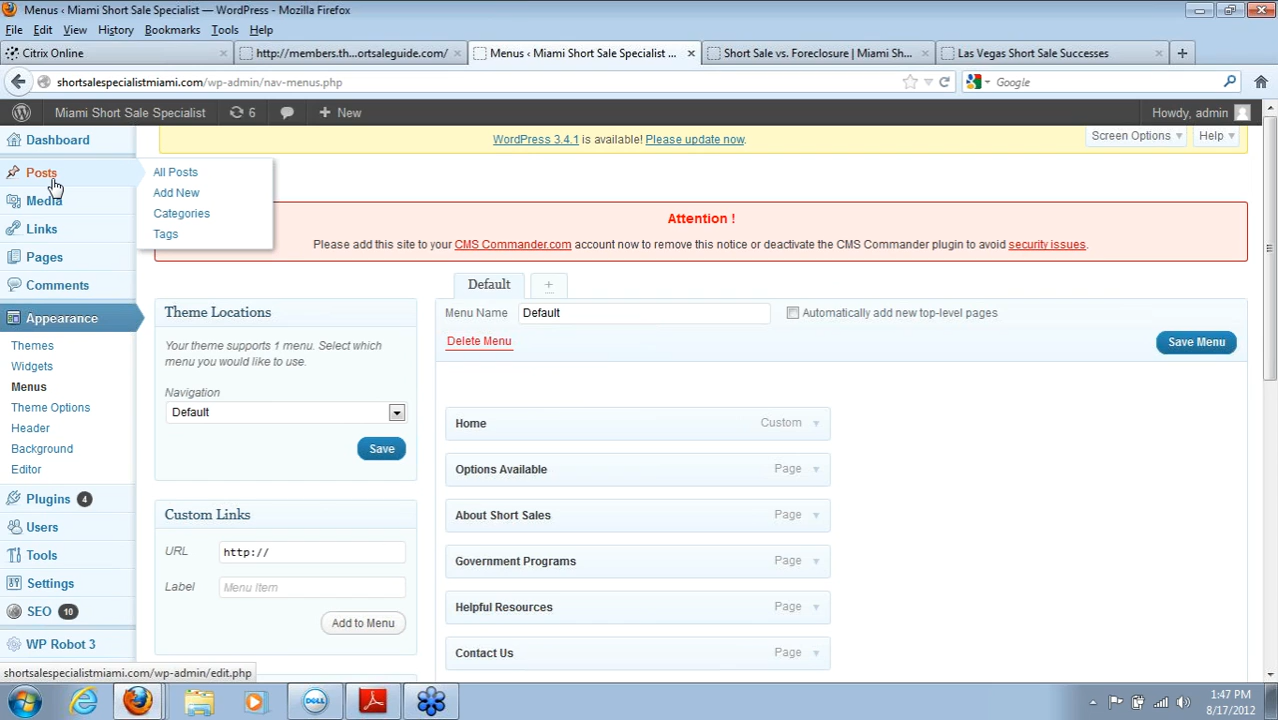 Menus ‹ Miami Short Sale Specialist — WordPress - Mozilla Firefox
File Edit View History Bookmarks Tools Help
Citrix Online
http://members.th...ortsaleguide.com/
Menus ‹ Miami Short Sale Specialist ...
Short Sale vs. Foreclosure | Miami Sh...
Las Vegas Short Sale Successes
shortsalespecialistmiami.com/wp-admin/nav-menus.php
Google
Miami Short Sale Specialist 6 New
Howdy, admin
Dashboard
Posts
Media
Links
Pages
Comments
Appearance
Themes
Widgets
Menus
Theme Options
Header
Background
Editor
Plugins 4
Users
Tools
Settings
SEO 10
WP Robot 3
All Posts
Add New
Categories
Tags
WordPress 3.4.1 is available! Please update now.
Screen Options
Help
Attention !
Please add this site to your CMS Commander.com account now to remove this notice or deactivate the CMS Commander plugin to avoid security issues.
Theme Locations
Your theme supports 1 menu. Select which
menu you would like to use.
Navigation
Default
Save
Custom Links
URL http://
Label Menu Item
Add to Menu
Default +
Menu Name Default
Automatically add new top-level pages
Delete Menu
Save Menu
Home Custom
Options Available Page
About Short Sales Page
Government Programs Page
Helpful Resources Page
Contact Us Page
shortsalespecialistmiami.com/wp-admin/edit.php
DELL
1:47 PM
8/17/2012